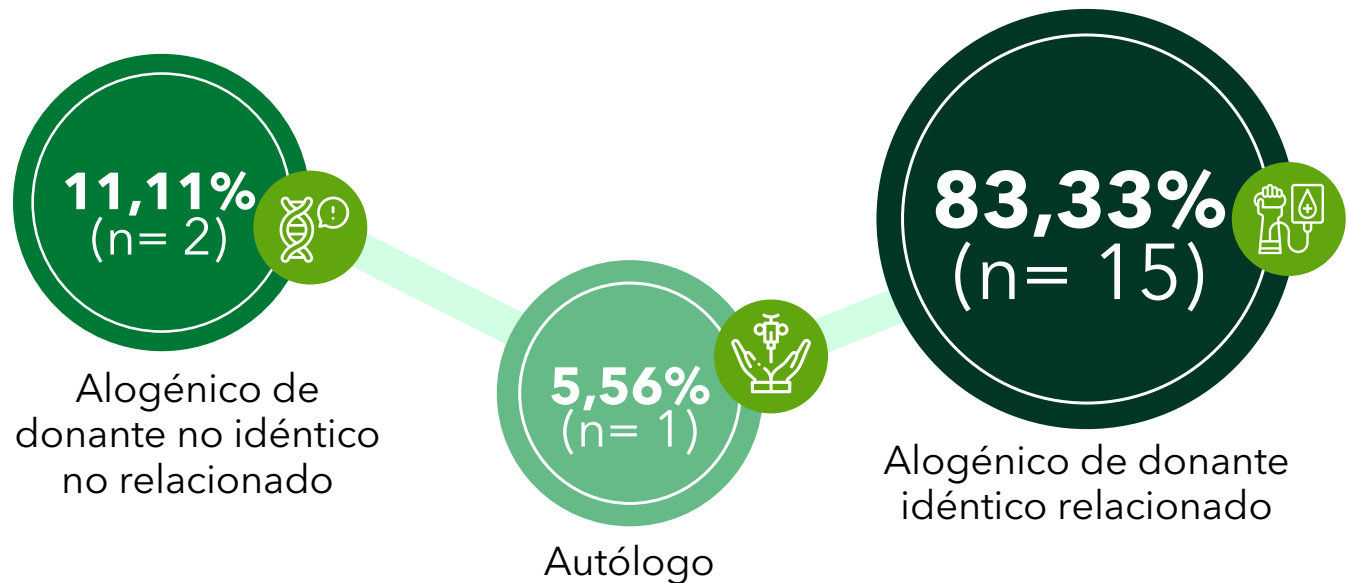 11,11%
(n= 2)
Alogénico de
donante no idéntico
no relacionado
5,56%
(n= 1)
Autólogo
83,33%
(n= 15)
Alogénico de donante
idéntico relacionado